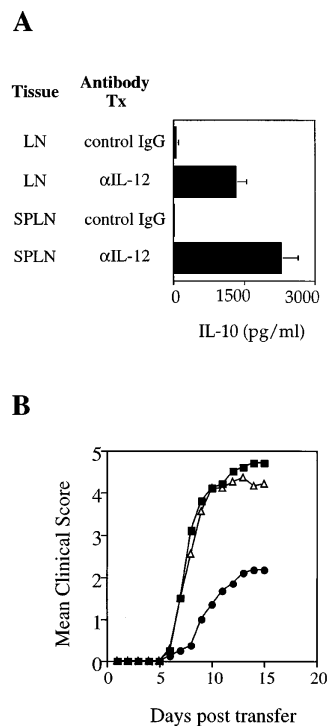 A
Tissue Antibody Tx
LN control IgG
LN αIL-12
SPLN control IgG
SPLN αIL-12
0 1500 3000
IL-10 (pg/ml)
B
Mean Clinical Score
5
4
3
2
1
0
0 5 10 15 20
Days post transfer